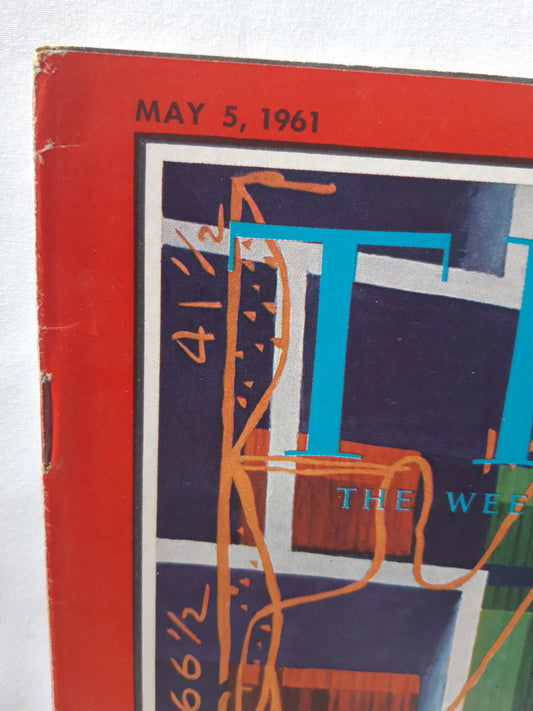 MAY 5, 1961
41½
T
THE WEE
66½